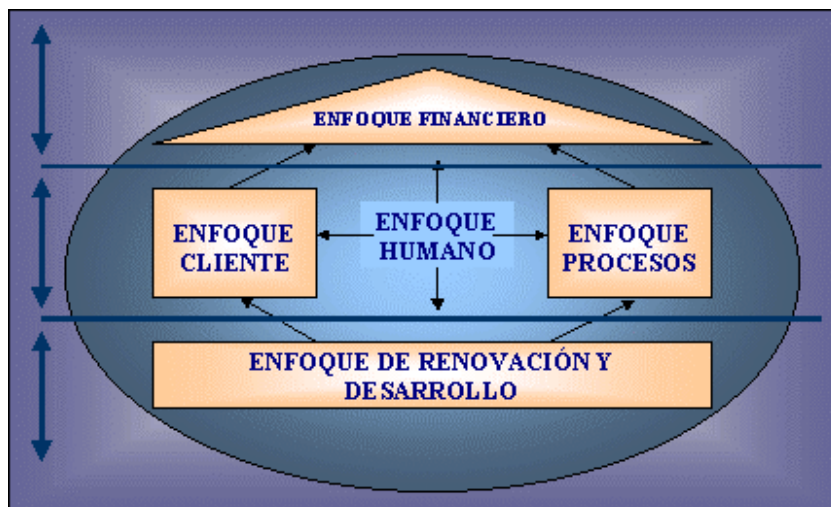 ENFOQUE FINANCIERO
ENFOQUE
CLIENTE
ENFOQUE
HUMANO
ENFOQUE
PROCESOS
ENFOQUE DE RENOVACIÓN Y
DESARROLLO